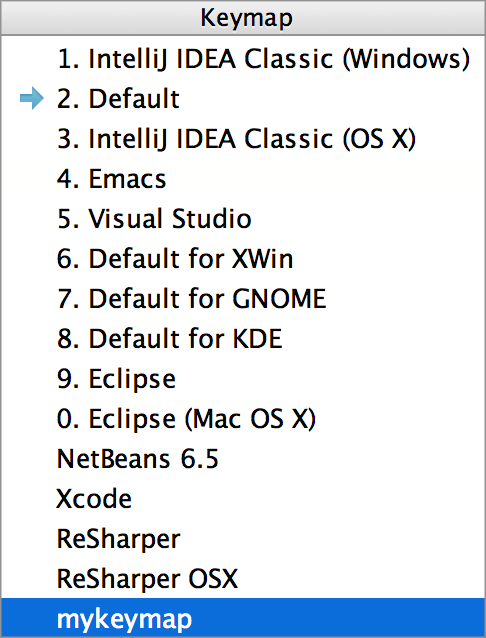 Keymap
1. IntelliJ IDEA Classic (Windows)
2. Default
3. IntelliJ IDEA Classic (OS X)
4. Emacs
5. Visual Studio
6. Default for XWin
7. Default for GNOME
8. Default for KDE
9. Eclipse
0. Eclipse (Mac OS X)
NetBeans 6.5
Xcode
ReSharper
ReSharper OSX
mykeymap